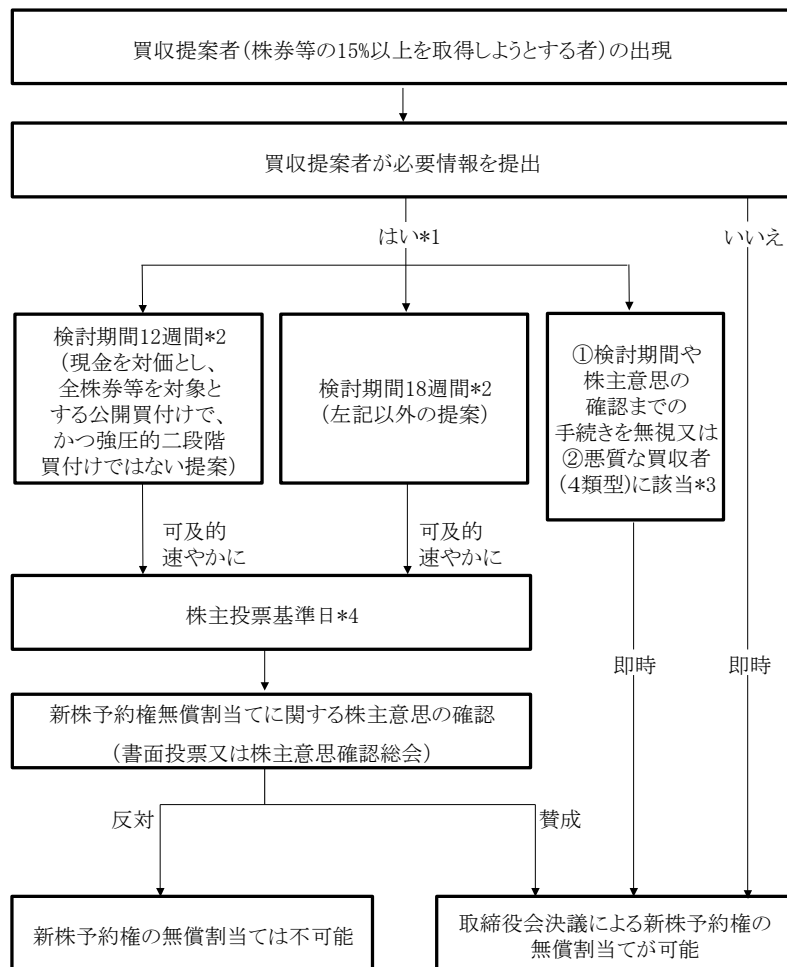 買収提案者(株券等の15%以上を取得しようとする者)の出現
買収提案者が必要情報を提出
はい*1
いいえ
検討期間12週間*2
(現金を対価とし、
全株券等を対象と
する公開買付けで、
かつ強圧的二段階
買付けではない提案)
検討期間18週間*2
(左記以外の提案)
①検討期間や
株主意思の
確認までの
手続きを無視又は
②悪質な買収者
(4類型)に該当*3
可及的
速やかに
可及的
速やかに
株主投票基準日*4
即時
即時
新株予約権無償割当てに関する株主意思の確認
(書面投票又は株主意思確認総会)
反対
賛成
新株予約権の無償割当ては不可能
取締役会決議による新株予約権の
無償割当てが可能